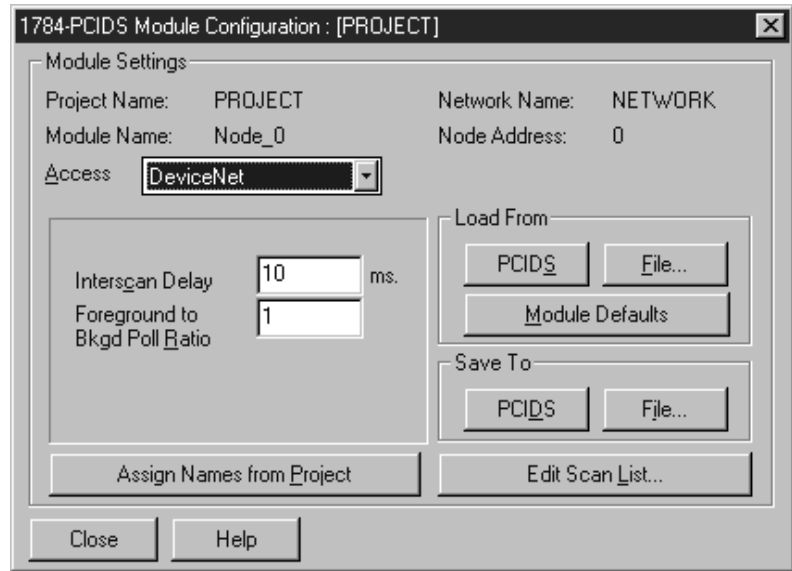 1784-PCIDS Module Configuration : [PROJECT]
Module Settings
Project Name: PROJECT Network Name: NETWORK
Module Name: Node_0 Node Address: 0
Access DeviceNet
Interscan Delay 10 ms.
Foreground to
Bkgd Poll Ratio 1
Load From
PCIDS File...
Module Defaults
Save To
PCIDS File...
Assign Names from Project Edit Scan List...
Close Help